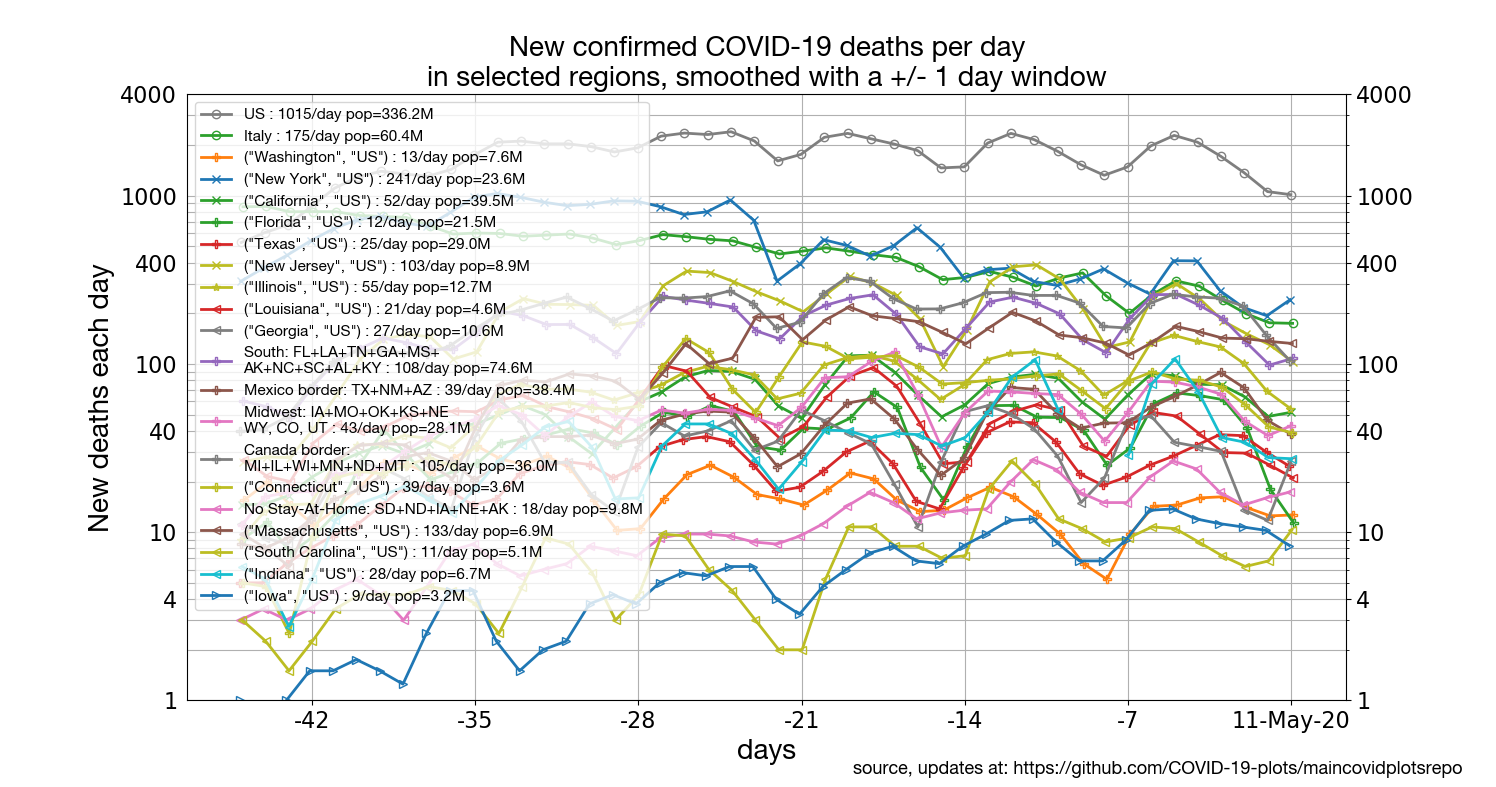 New confirmed COVID-19 deaths per day
in selected regions, smoothed with a +/- 1 day window
4000
1000
400
100
40
10
4
1
New deaths each day
US : 1015/day pop=336.2M
Italy : 175/day pop=60.4M
("Washington", "US") : 13/day pop=7.6M
("New York", "US") : 241/day pop=23.6M
("California", "US") : 52/day pop=39.5M
("Florida", "US") : 12/day pop=21.5M
("Texas", "US") : 25/day pop=29.0M
("New Jersey", "US") : 103/day pop=8.9M
("Illinois", "US") : 55/day pop=12.7M
("Louisiana", "US") : 21/day pop=4.6M
("Georgia", "US") : 27/day pop=10.6M
South: FL+LA+TN+GA+MS+
AK+NC+SC+AL+KY : 108/day pop=74.6M
Mexico border: TX+NM+AZ : 39/day pop=38.4M
Midwest: IA+MO+OK+KS+NE
WY, CO, UT : 43/day pop=28.1M
Canada border:
MI+IL+WI+MN+ND+MT : 105/day pop=36.0M
("Connecticut", "US") : 39/day pop=3.6M
No Stay-At-Home: SD+ND+IA+NE+AK : 18/day pop=9.8M
("Massachusetts", "US") : 133/day pop=6.9M
("South Carolina", "US") : 11/day pop=5.1M
("Indiana", "US") : 28/day pop=6.7M
("Iowa", "US") : 9/day pop=3.2M
4000
1000
400
100
40
10
4
1
-42
-35
-28
-21
-14
-7
11-May-20
days
source, updates at: https://github.com/COVID-19-plots/maincovidplotsrepo